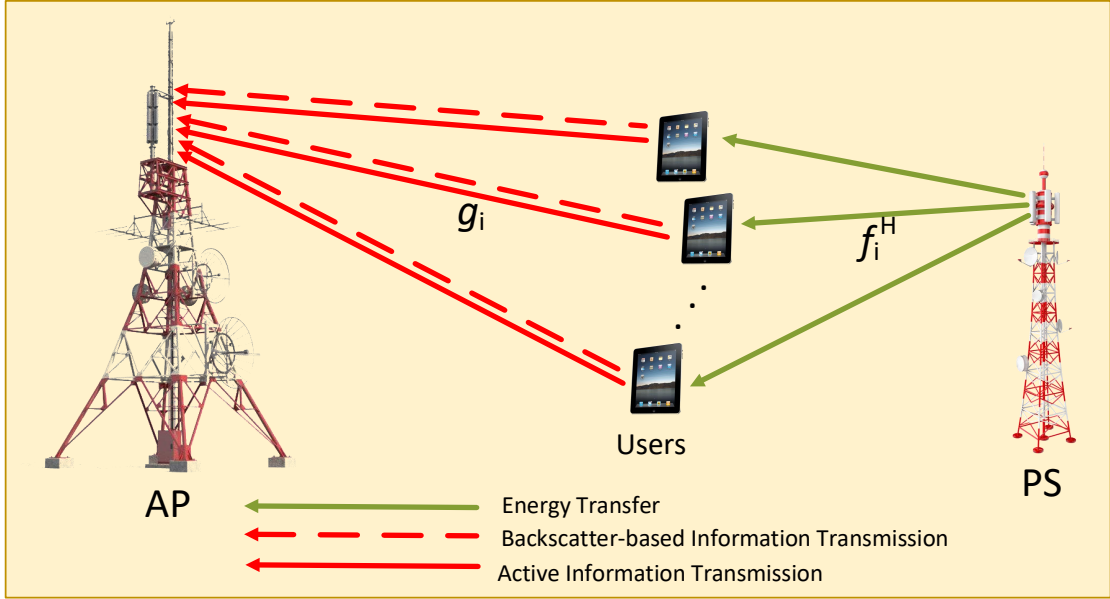 g_i
f_i^H
Users
AP
PS
Energy Transfer
Backscatter-based Information Transmission
Active Information Transmission